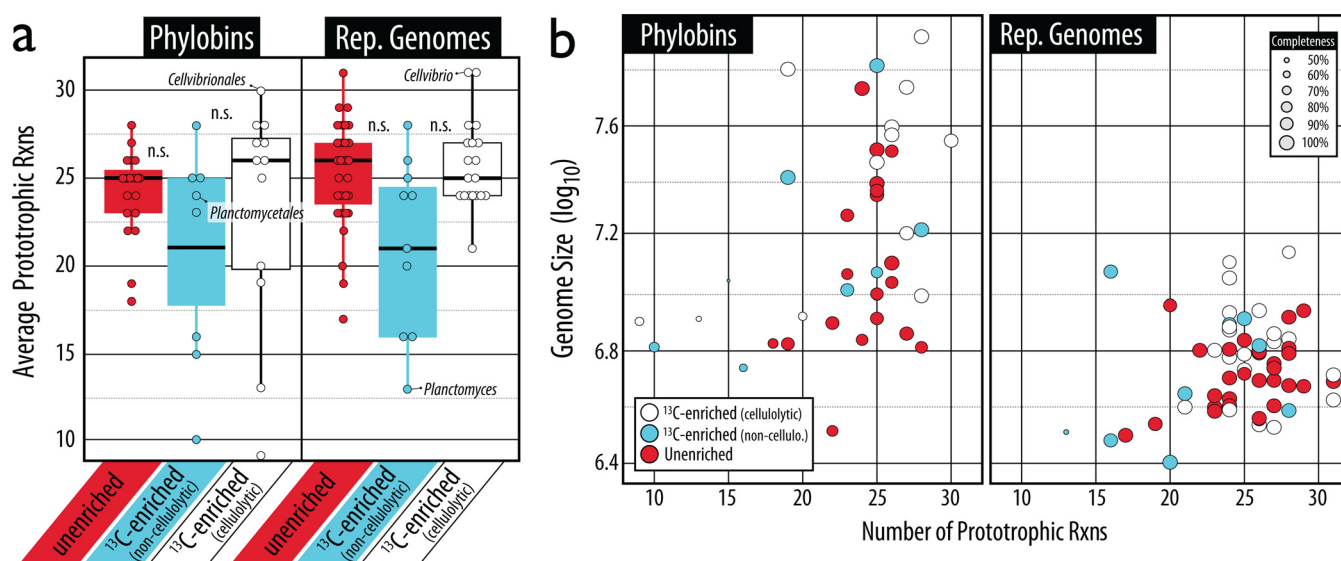 a
Phylobins
Rep. Genomes
Average Prototrophic Rxns
30
25
20
15
10
Cellvibrionales
n.s.
n.s.
Planctomycetales
Cellvibrio
n.s.
n.s.
Planctomyces
unenriched
13C-enriched
(non-cellulolytic)
13C-enriched
(cellulolytic)
unenriched
13C-enriched
(non-cellulolytic)
13C-enriched
(cellulolytic)
b
Phylobins
Rep. Genomes
Completeness
50%
60%
70%
80%
90%
100%
Genome Size (log10)
7.6
7.2
6.8
6.4
13C-enriched (cellulolytic)
13C-enriched (non-cellulo.)
Unenriched
10 15 20 25 30
10 15 20 25 30
Number of Prototrophic Rxns